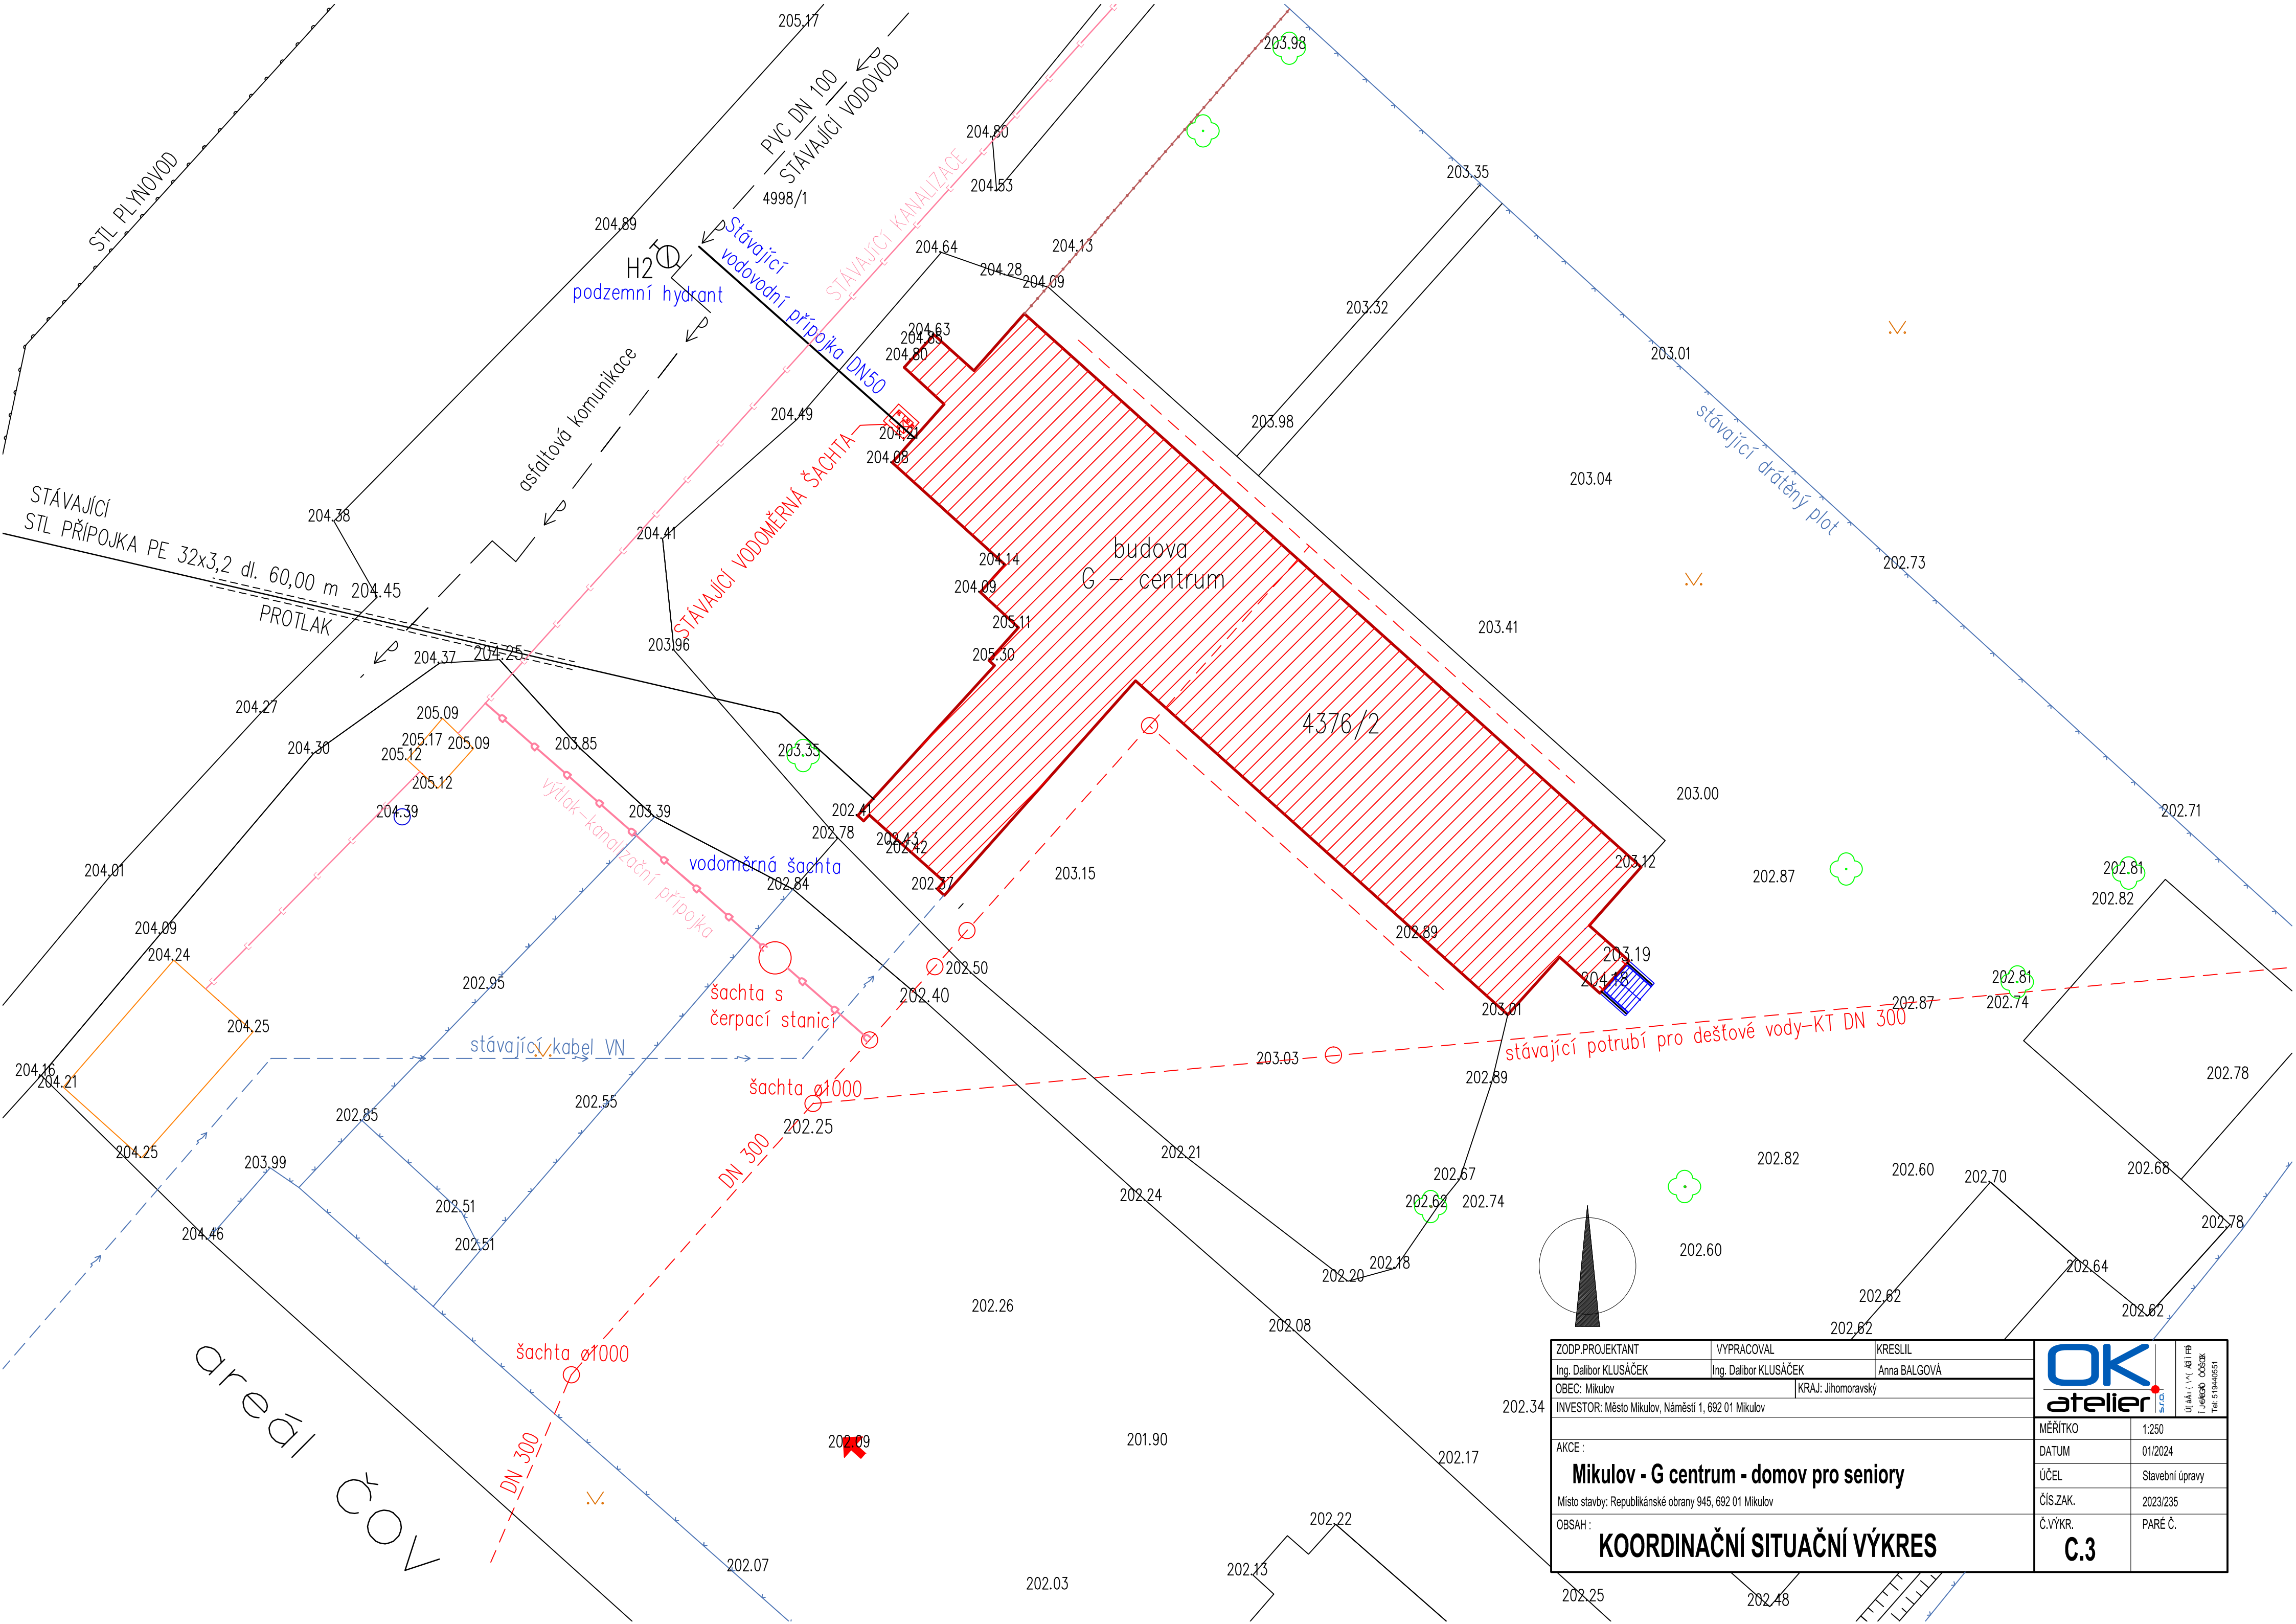 205.17
203.98
PVC DN 100
STÁVAJÍCÍ VODOVOD
204.80
STL PLYNOVOD
204.53
203.35
4998/1
STÁVAJÍCÍ KANALIZACE
204.89
204.64
204.13
204.28
204.09
H2
podzemní hydrant
Stávající
vodovodní přípojka DN50
203.32
204.63
204.85
204.80
203.01
asfaltová komunikace
204.49
203.98
stávající drátěný plot
204.21
204.08
203.04
STÁVAJÍCÍ
STL PŘÍPOJKA PE 32x3,2 dl. 60,00 m
PROTLAK
204.38
204.41
STÁVAJÍCÍ VODOMĚRNÁ ŠACHTA
204.14
budova
G - centrum
202.73
204.45
204.09
205.11
203.41
204.37
204.25
203.96
205.30
204.27
205.09
205.17
205.09
205.12
205.12
204.30
203.85
203.35
4376/2
203.00
204.39
203.39
202.41
202.78
202.43
202.42
202.71
výtlak-kanalizační přípojka
vodoměrná šachta
204.01
202.84
202.37
203.15
203.12
202.87
202.81
202.82
204.09
204.24
202.89
203.19
204.18
202.95
202.50
202.40
šachta s
čerpací stanicí
202.81
202.87
202.74
204.25
203.01
stávající potrubí pro dešťové vody-KT DN 300
stávající kabel VN
203.03
204.16
204.21
202.89
202.78
šachta ø1000
202.55
202.85
202.25
204.25
203.99
DN 300
202.21
202.67
202.82
202.60
202.70
202.68
202.51
202.24
202.62
202.74
204.46
202.51
202.78
202.60
202.18
202.20
202.64
202.26
202.62
202.62
202.62
202.08
šachta ø1000
areál ČOV
DN 300
202.09
201.90
202.34
202.17
202.22
202.07
202.03
202.13
202.25
202.48
ZODP.PROJEKTANT
VYPRACOVAL
KRESLIL
Ing. Dalibor KLUSÁČEK
Ing. Dalibor KLUSÁČEK
Anna BALGOVÁ
OBEC: Mikulov
KRAJ: Jihomoravský
INVESTOR: Město Mikulov, Náměstí 1, 692 01 Mikulov
OK
atelier
s.r.o.
Tel: 519440551
MĚŘÍTKO 1:250
DATUM 01/2024
ÚČEL Stavební úpravy
ČÍS.ZAK. 2023/235
Č.VÝKR. PARÉ Č.
C.3
AKCE :
Mikulov - G centrum - domov pro seniory
Místo stavby: Republikánské obrany 945, 692 01 Mikulov
OBSAH :
KOORDINAČNÍ SITUAČNÍ VÝKRES